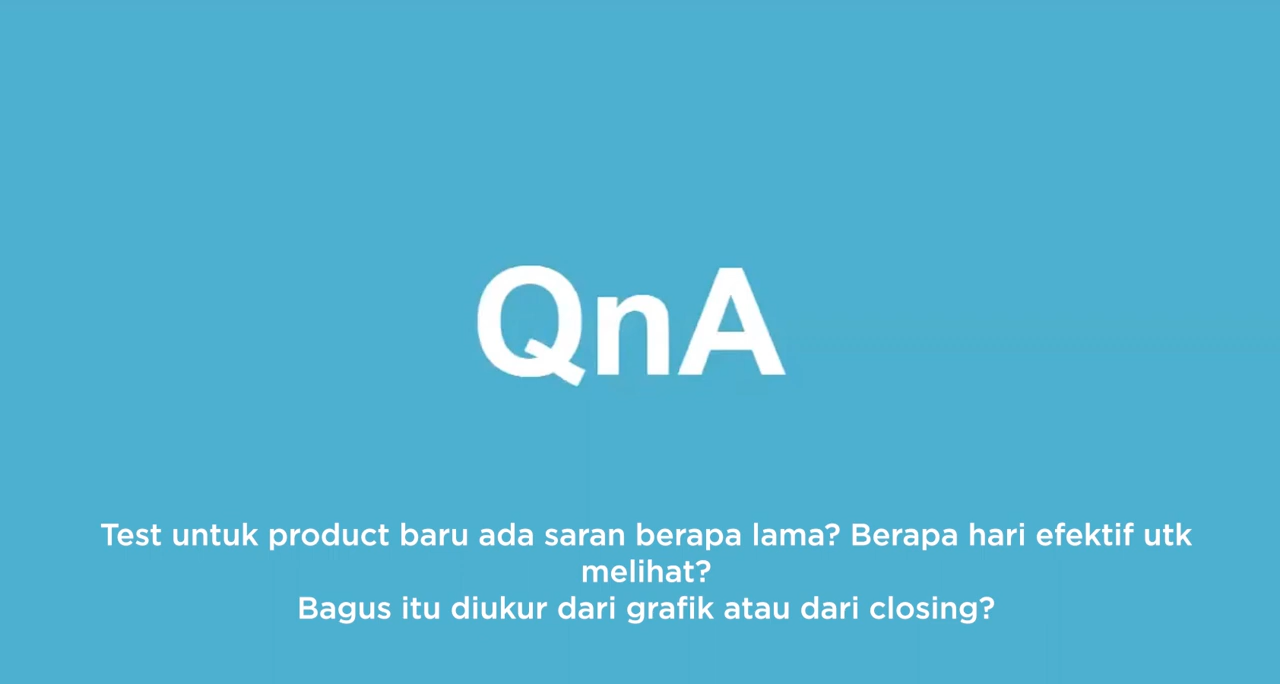 QnA
Test untuk product baru ada saran berapa lama? Berapa hari efektif utk
melihat?
Bagus itu diukur dari grafik atau dari closing?